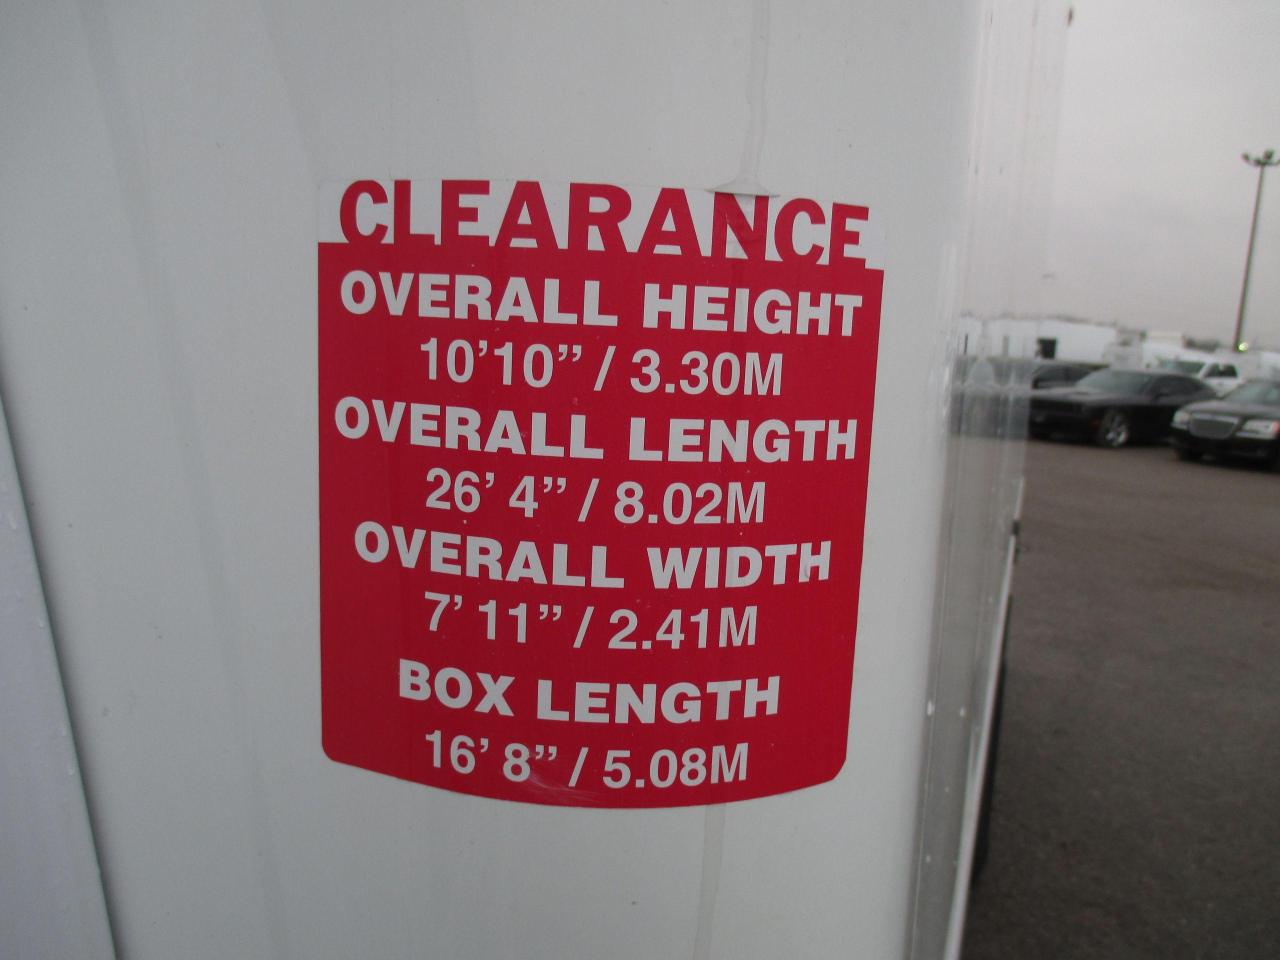 CLEARANCE
OVERALL HEIGHT
10’10” / 3.30M
OVERALL LENGTH
26’ 4” / 8.02M
OVERALL WIDTH
7’ 11” / 2.41M
BOX LENGTH
16’ 8” / 5.08M